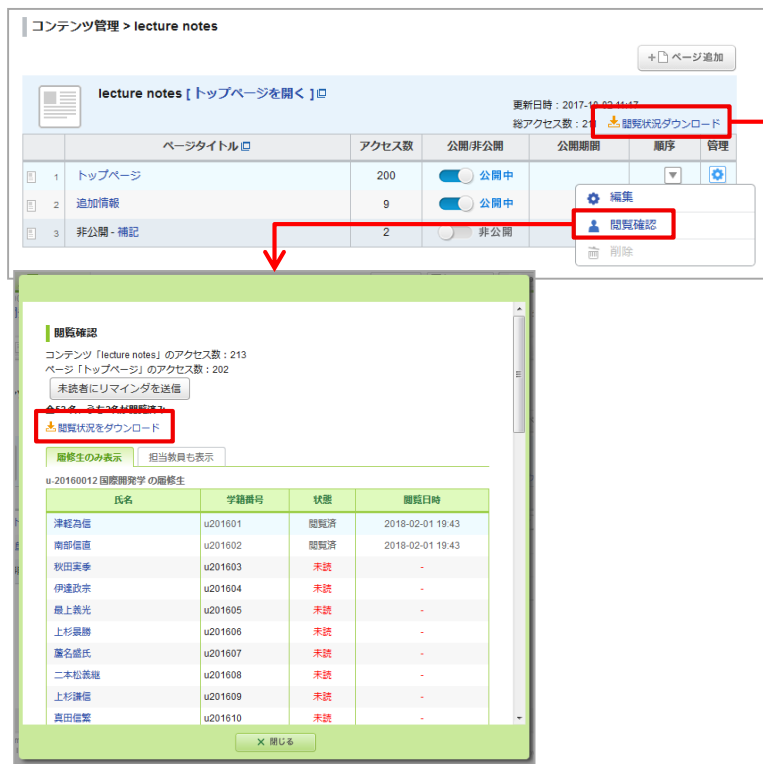 コンテンツ管理 > lecture notes
ページ追加
lecture notes [ トップページを開く ]
更新日時 : 2017-10-02 11:17
総アクセス数 : 21
閲覧状況ダウンロード
ページタイトル アクセス数 公開/非公開 公開期間 順序 管理
1 トップページ 200 公開中
2 追加情報 9 公開中
3 非公開 - 補記 2 非公開
編集
閲覧確認
削除
閲覧確認
コンテンツ「lecture notes」のアクセス数 : 213
ページ「トップページ」のアクセス数 : 202
未読者にリマインダを送信
閲覧状況をダウンロード
履修生のみ表示 担当教員も表示
u-20160012 国際開発学 の履修生
氏名 学籍番号 状態 閲覧日時
津軽為信 u201601 閲覧済 2018-02-01 19:43
南部信直 u201602 閲覧済 2018-02-01 19:43
秋田実季 u201603 未読 -
伊達政宗 u201604 未読 -
最上義光 u201605 未読 -
上杉景勝 u201606 未読 -
蘆名盛氏 u201607 未読 -
二本松義継 u201608 未読 -
上杉謙信 u201609 未読 -
真田信繁 u201610 未読 -
× 閉じる